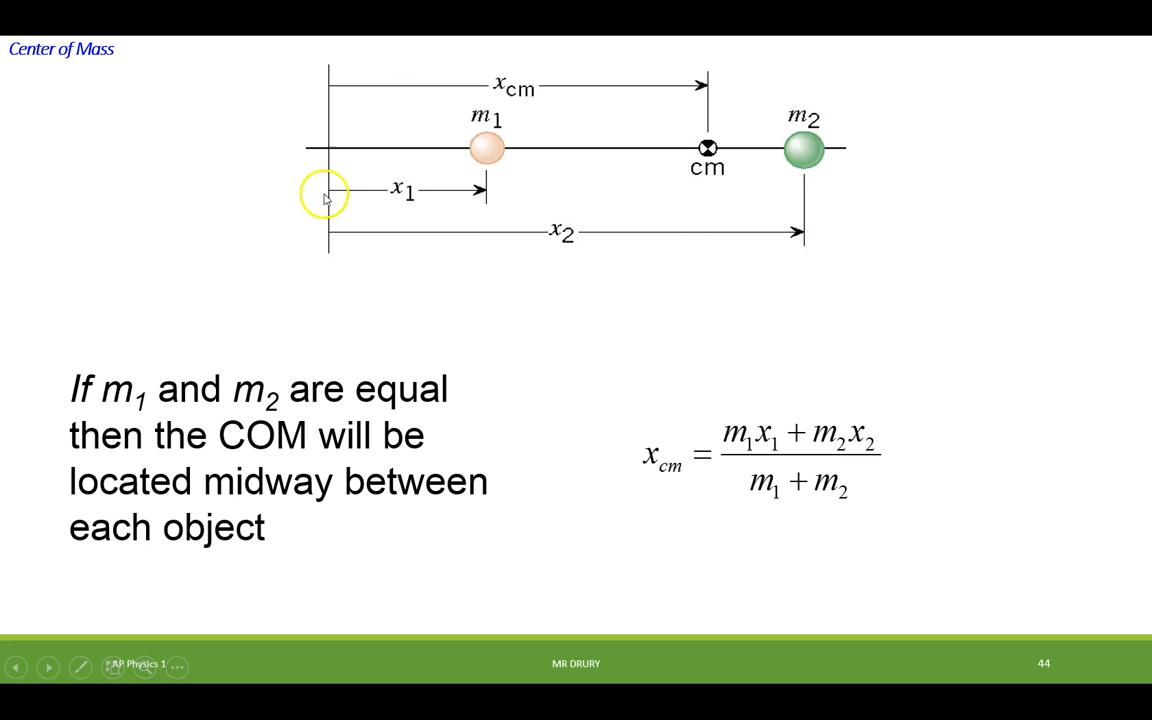 Center of Mass
x_cm
m_1
m_2
cm
x_1
x_2
If m_1 and m_2 are equal
then the COM will be
located midway between
each object
x_cm = (m_1x_1 + m_2x_2) / (m_1 + m_2)
AP Physics 1
MR DRURY
44